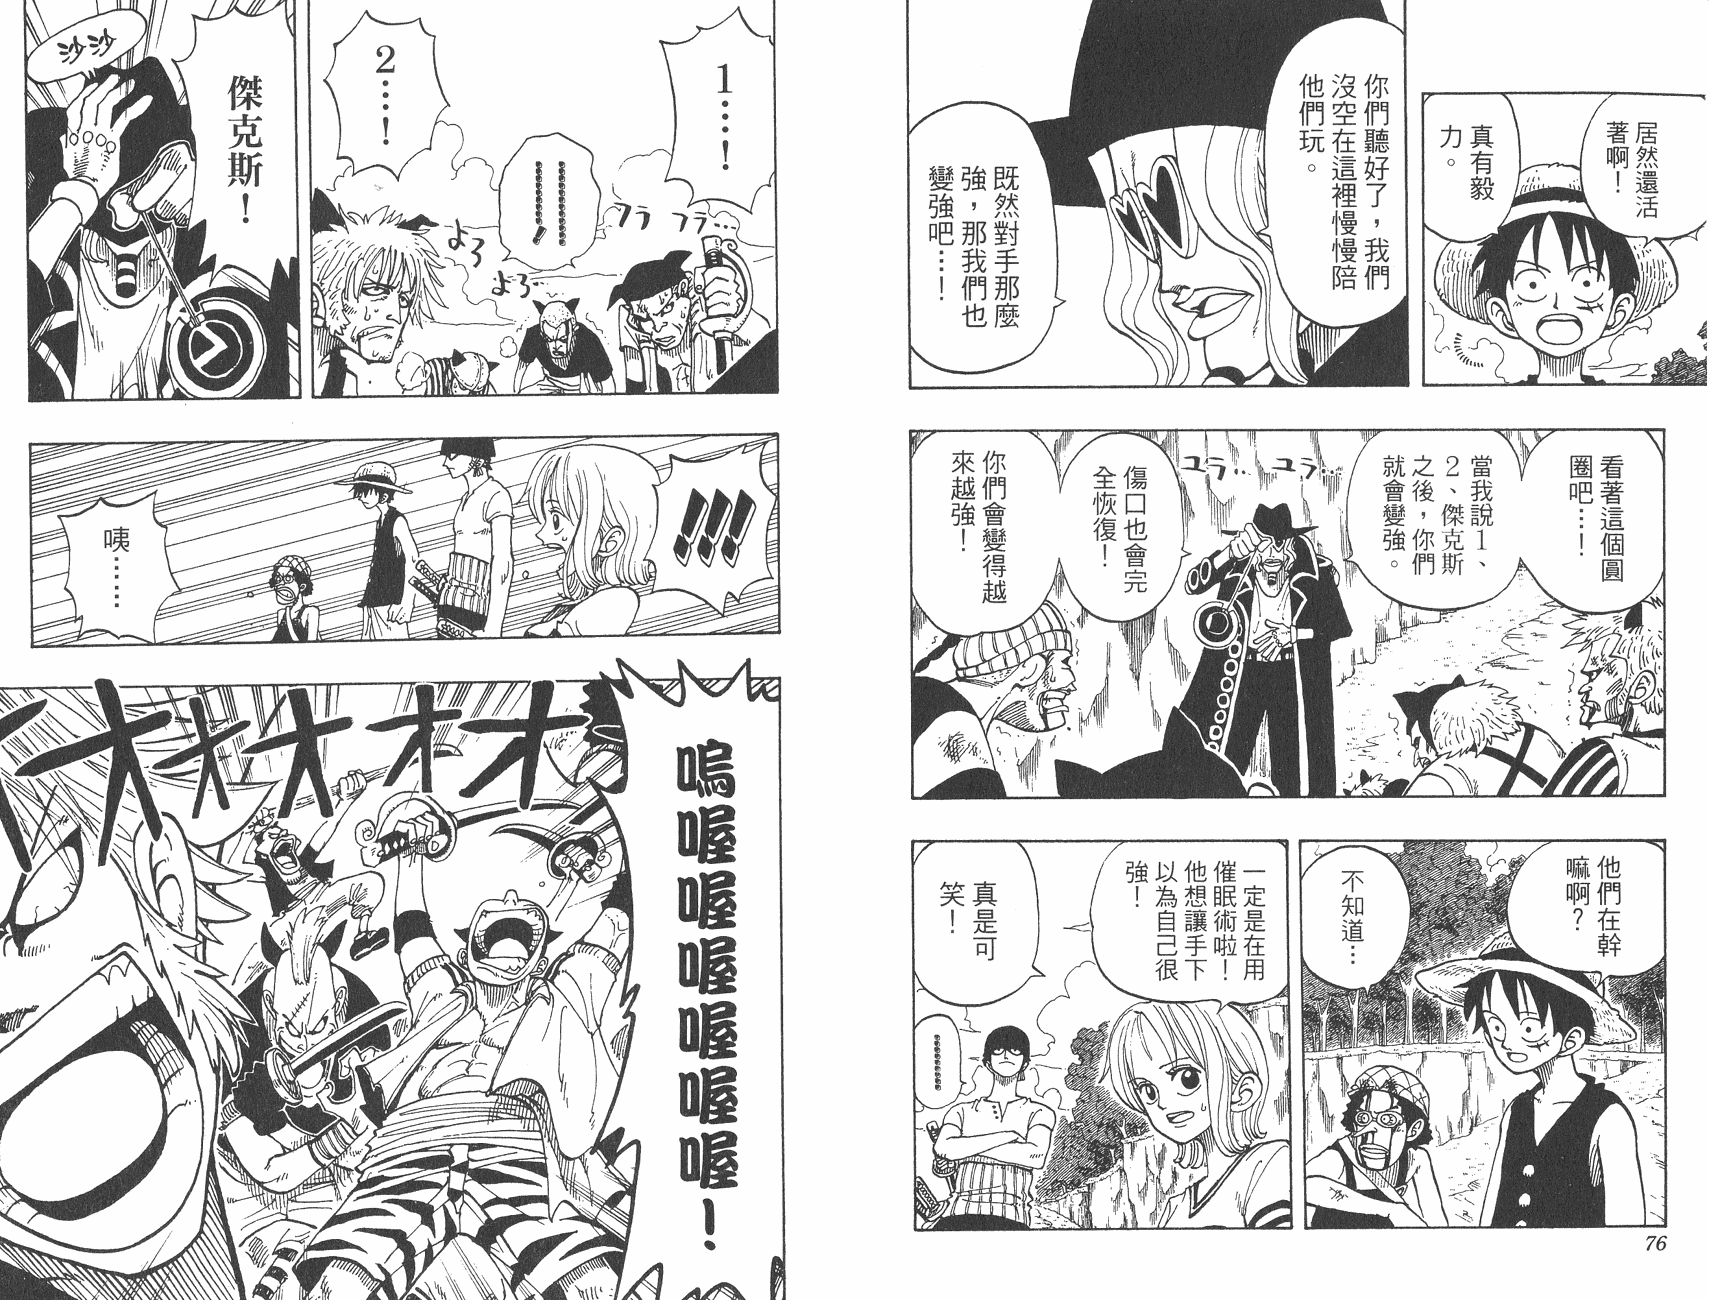 居然還活
著啊！
真有毅
力。
你們聽好了，我們
沒空在這裡慢慢陪
他們玩。
既然對手那麼
強，那我們也
變強吧…！
看著這個圓
圈吧…！
當我說1、
2、傑克斯
之後，你們
就會變強。
ユラ…
ユラ…
傷口也會完
全恢復！
你們會變得越
來越強！
他們在幹
嘛啊？
不知道…
一定是在用
催眠術啦！
他想讓手下
以為自己很
強！
真是可
笑！
…………
76
1……！
フラ
フラ…
…………！
2……！
よろ
よろ…
傑克斯！
沙沙
!!!
咦……
嗚喔喔喔喔喔喔！
オオオオオオ